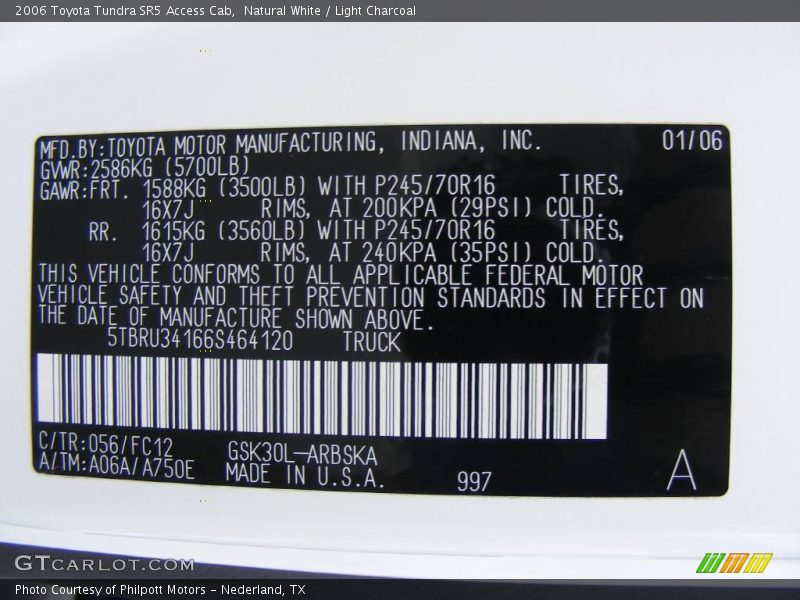 2006 Toyota Tundra SR5 Access Cab, Natural White / Light Charcoal
MFD.BY:TOYOTA MOTOR MANUFACTURING, INDIANA, INC. 01/06
GVWR:2586KG (5700LB)
GAWR:FRT. 1588KG (3500LB) WITH P245/70R16 TIRES,
16X7J RIMS, AT 200KPA (29PSI) COLD.
RR. 1615KG (3560LB) WITH P245/70R16 TIRES,
16X7J RIMS, AT 240KPA (35PSI) COLD.
THIS VEHICLE CONFORMS TO ALL APPLICABLE FEDERAL MOTOR
VEHICLE SAFETY AND THEFT PREVENTION STANDARDS IN EFFECT ON
THE DATE OF MANUFACTURE SHOWN ABOVE.
5TBRU34166S464120 TRUCK
C/TR:056/FC12 GSK30L-ARBSKA
A/TM:A06A/A750E MADE IN U.S.A. 997 A
GTCARLOT.COM
Photo Courtesy of Philpott Motors - Nederland, TX